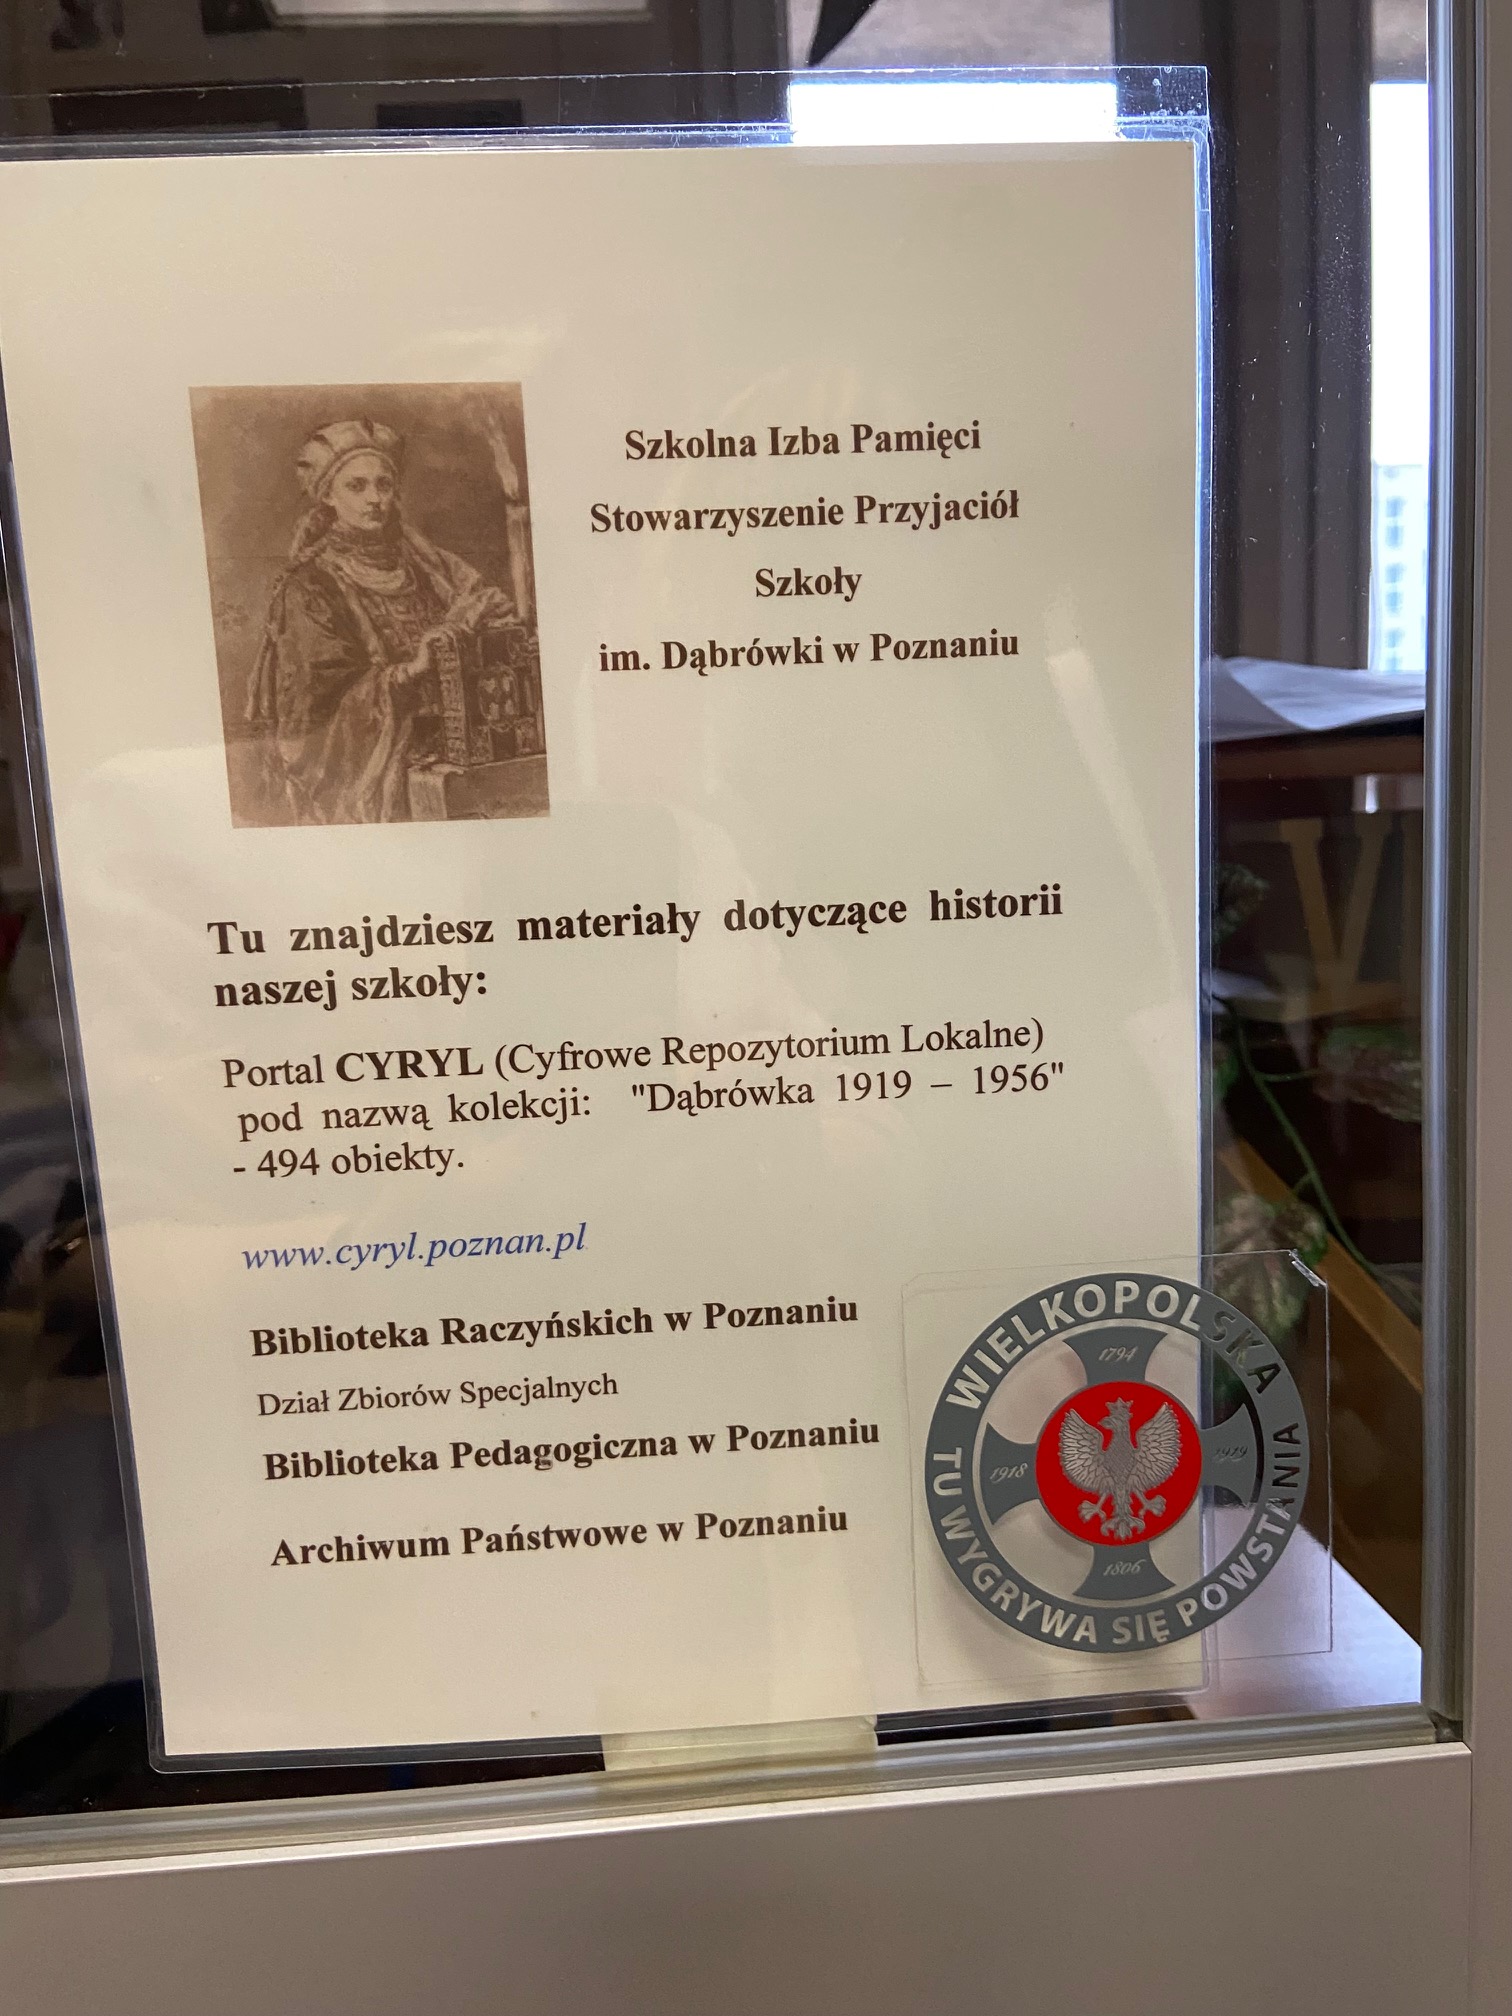 Szkolna Izba Pamięci
Stowarzyszenie Przyjaciół
Szkoły
im. Dąbrówki w Poznaniu
Tu znajdziesz materiały dotyczące historii
naszej szkoły:
Portal CYRYL (Cyfrowe Repozytorium Lokalne)
pod nazwą kolekcji: "Dąbrówka 1919 – 1956"
- 494 obiekty.
www.cyryl.poznan.pl
Biblioteka Raczyńskich w Poznaniu
Dział Zbiorów Specjalnych
Biblioteka Pedagogiczna w Poznaniu
Archiwum Państwowe w Poznaniu
WIELKOPOLSKA
1794
1918
1919
1806
TU WYGRYWA SIĘ POWSTANIA